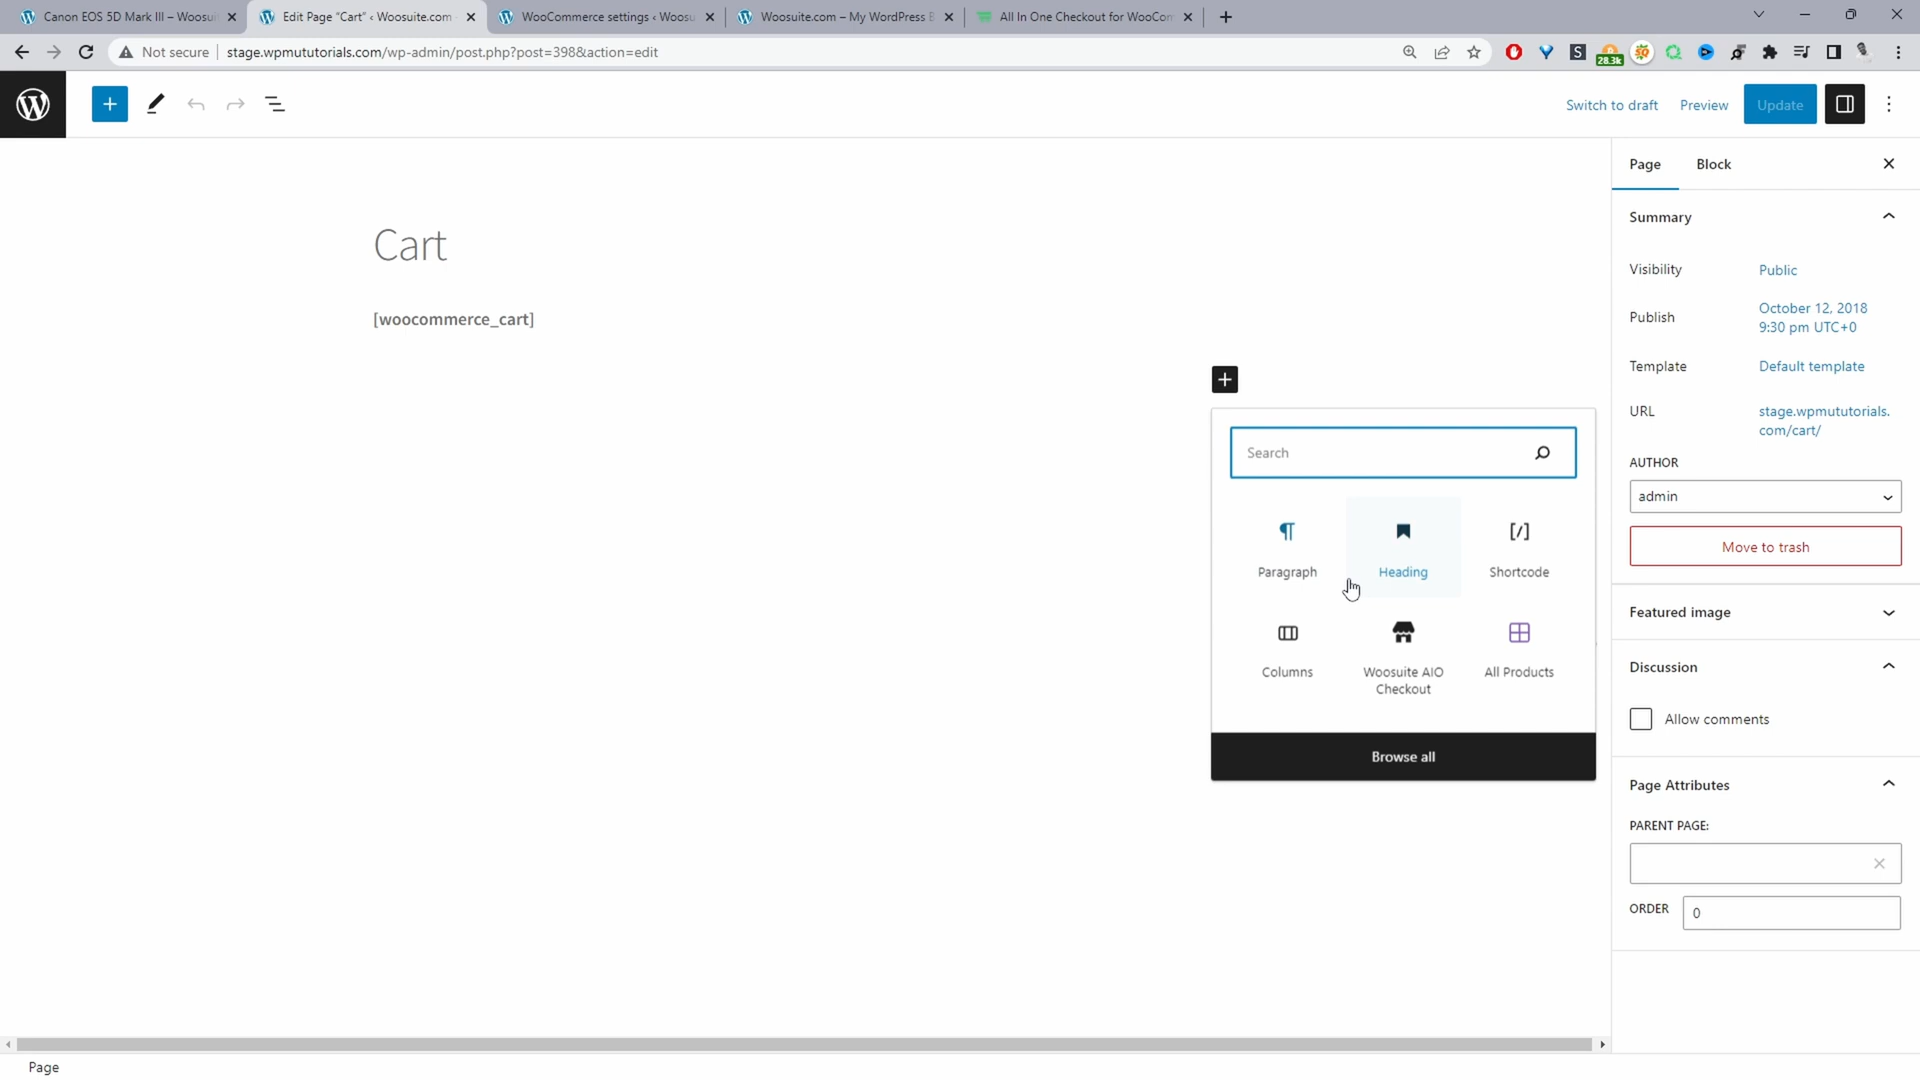 Canon EOS 5D Mark III – Woosui
Edit Page "Cart" ‹ Woosuite.com
WooCommerce settings ‹ Woosu
Woosuite.com – My WordPress B
All In One Checkout for WooCom
Not secure
stage.wpmututorials.com/wp-admin/post.php?post=398&action=edit
28.3k
Switch to draft
Preview
Update
Page
Block
Cart
[woocommerce_cart]
Search
Paragraph
Heading
Shortcode
Columns
Woosuite AIO
Checkout
All Products
Browse all
Summary
Visibility
Public
Publish
October 12, 2018
9:30 pm UTC+0
Template
Default template
URL
stage.wpmututorials.
com/cart/
AUTHOR
admin
Move to trash
Featured image
Discussion
Allow comments
Page Attributes
PARENT PAGE:
ORDER
0
Page